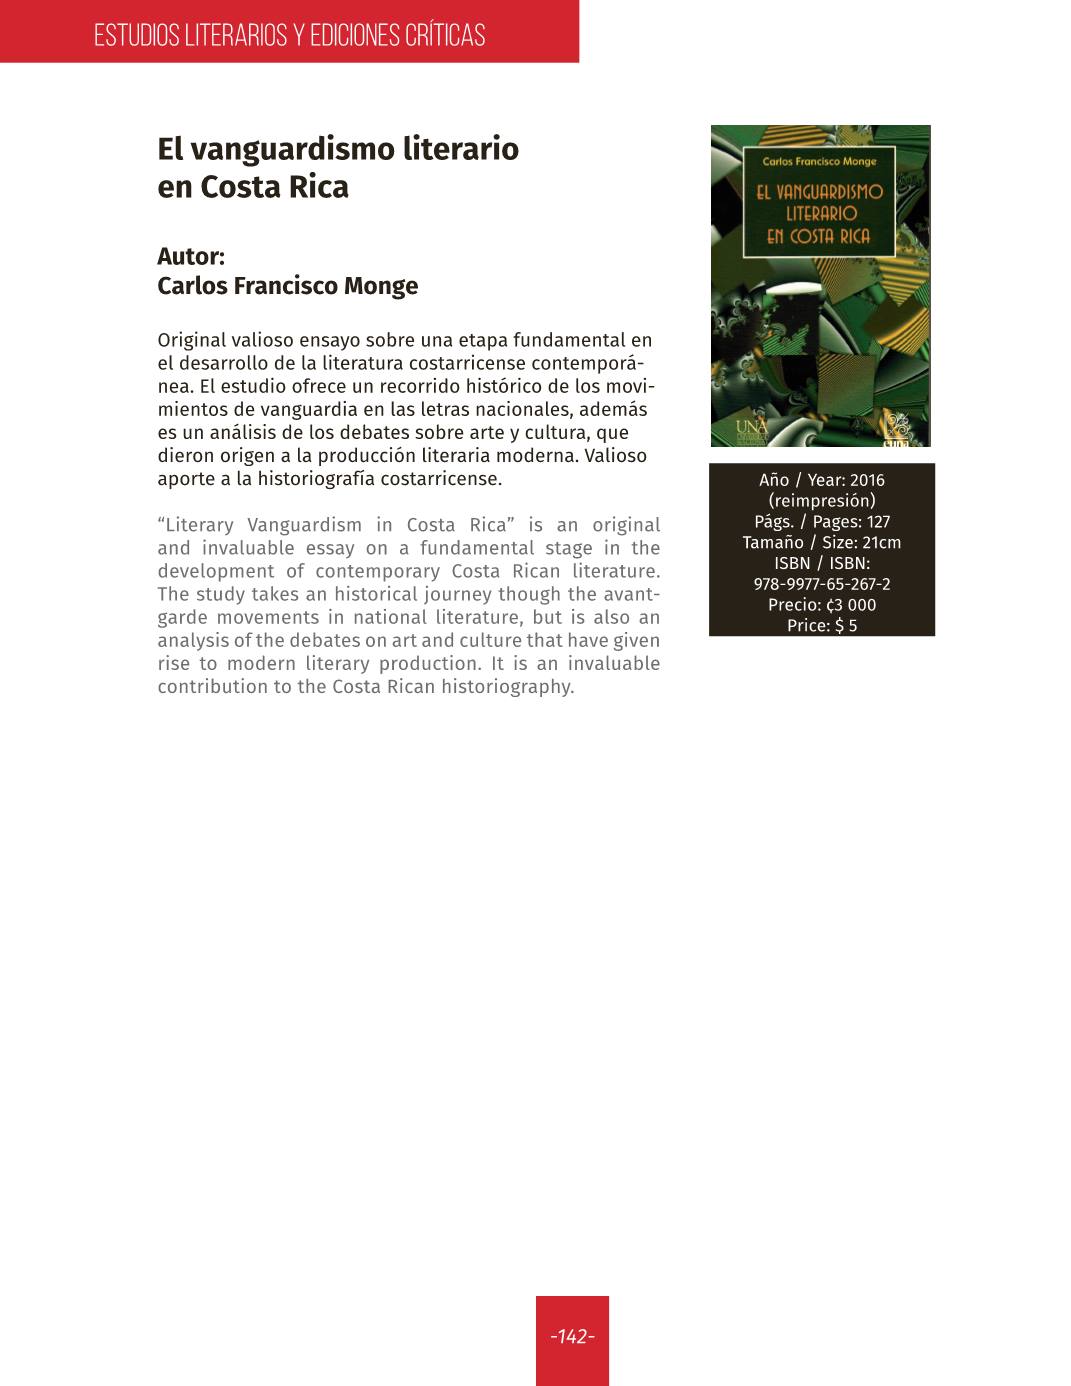 ESTUDIOS LITERARIOS Y EDICIONES CRÍTICAS
El vanguardismo literario
en Costa Rica
Autor:
Carlos Francisco Monge
Original valioso ensayo sobre una etapa fundamental en
el desarrollo de la literatura costarricense contemporá-
nea. El estudio ofrece un recorrido histórico de los movi-
mientos de vanguardia en las letras nacionales, además
es un análisis de los debates sobre arte y cultura, que
dieron origen a la producción literaria moderna. Valioso
aporte a la historiografía costarricense.
“Literary Vanguardism in Costa Rica” is an original
and invaluable essay on a fundamental stage in the
development of contemporary Costa Rican literature.
The study takes an historical journey though the avant-
garde movements in national literature, but is also an
analysis of the debates on art and culture that have given
rise to modern literary production. It is an invaluable
contribution to the Costa Rican historiography.
Carlos Francisco Monge
EL VANGUARDISMO
LITERARIO
EN COSTA RICA
UNA
Año / Year: 2016
(reimpresión)
Págs. / Pages: 127
Tamaño / Size: 21cm
ISBN / ISBN:
978-9977-65-267-2
Precio: ¢3 000
Price: $ 5
-142-